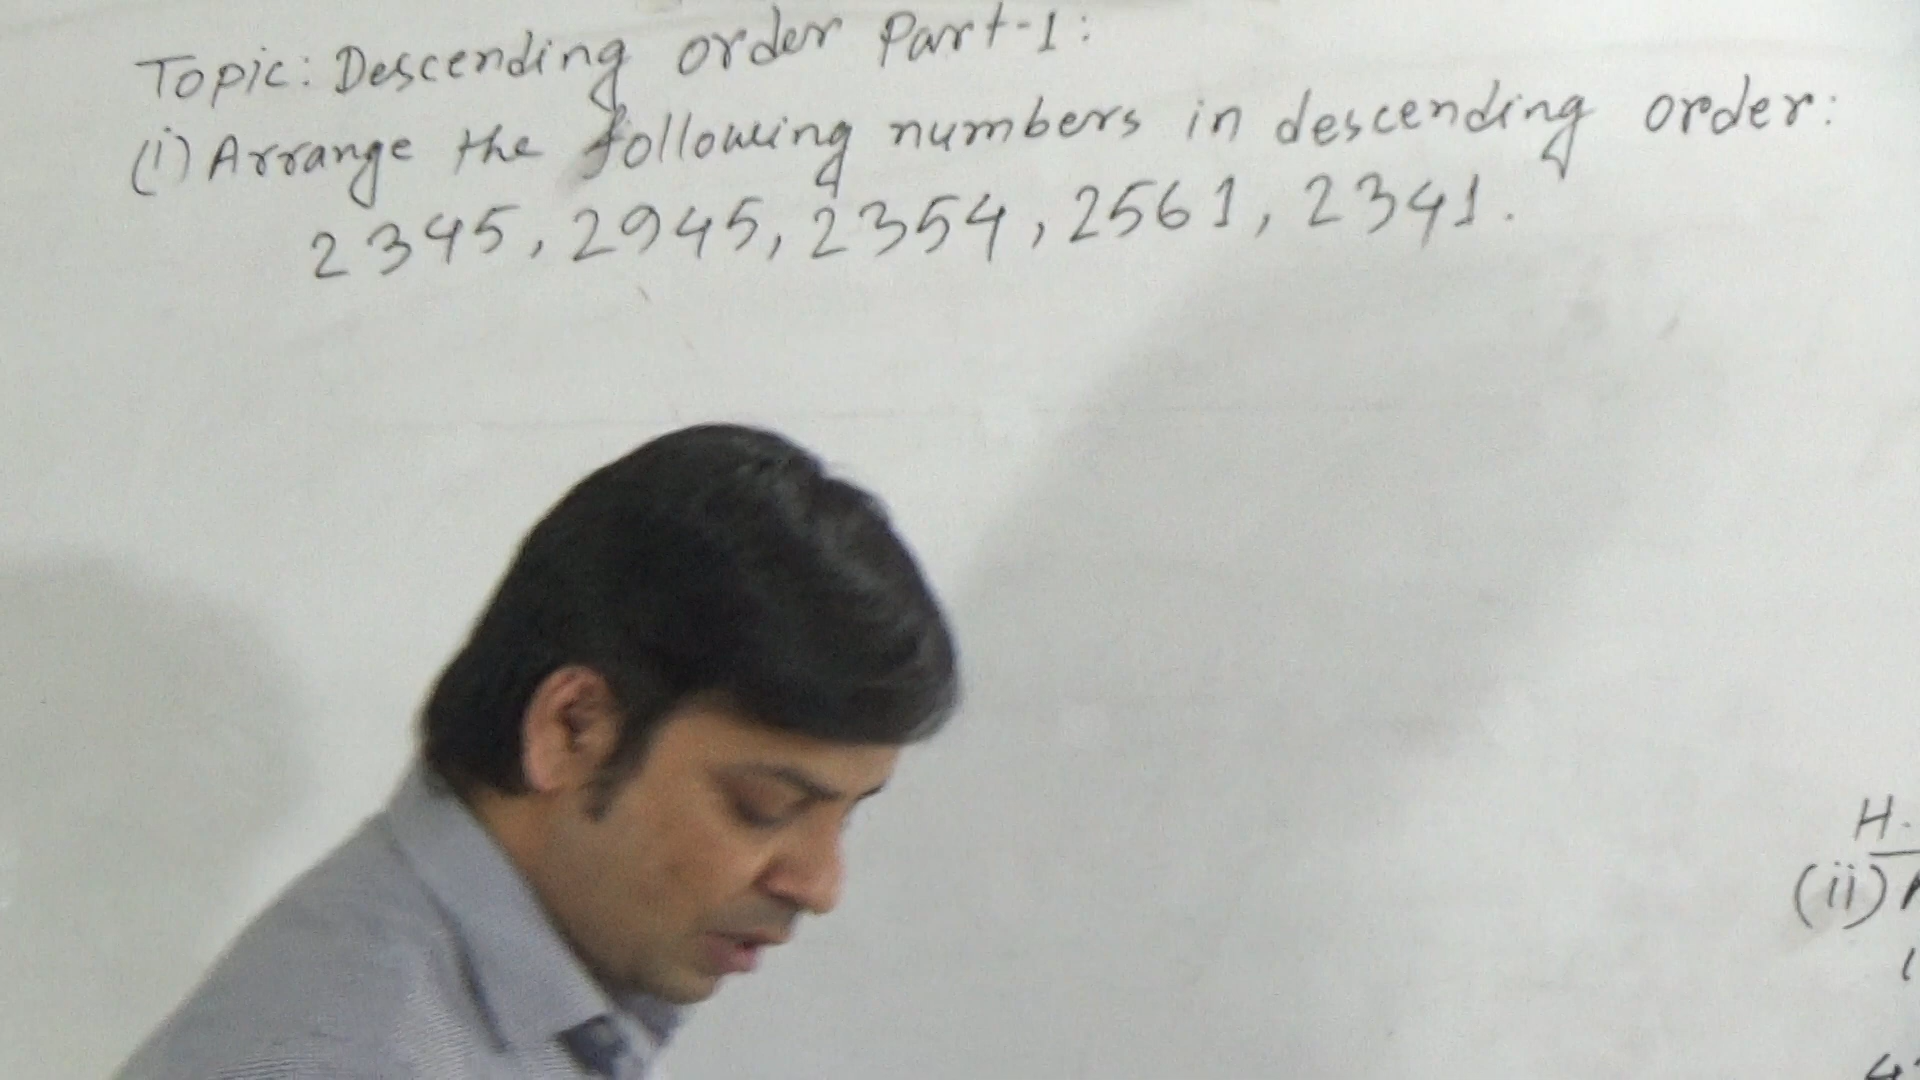 Topic: Descending order Part-1:
(i) Arrange the following numbers in descending order:
2345, 2945, 2354, 2561, 2341.
H.
(ii)